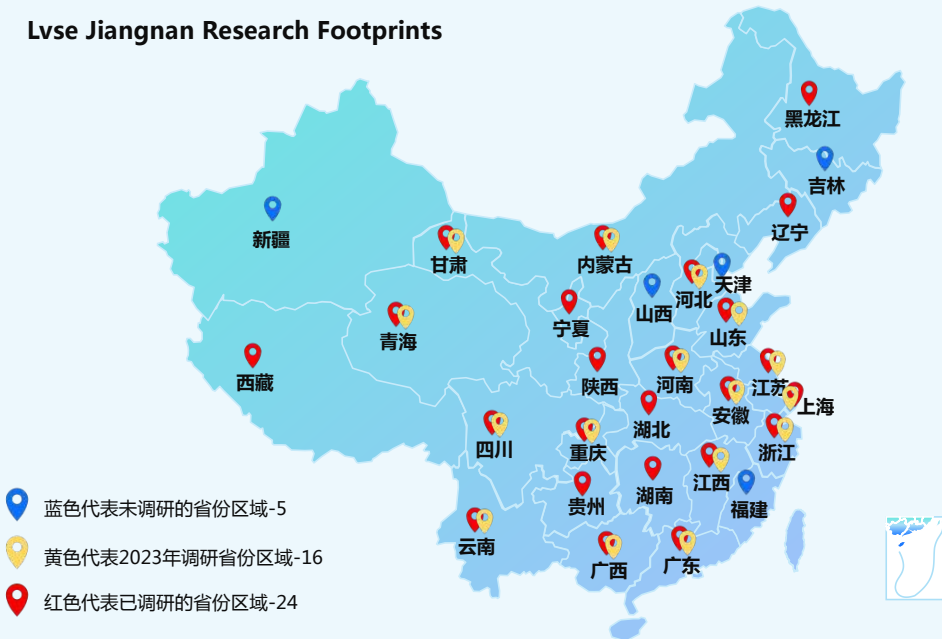 Lvse Jiangnan Research Footprints
黑龙江
吉林
辽宁
新疆
甘肃
内蒙古
天津
河北
山西
宁夏
山东
青海
西藏
陕西
河南
江苏
安徽
上海
湖北
四川
重庆
浙江
江西
贵州
湖南
福建
云南
广西
广东
蓝色代表未调研的省份区域-5
黄色代表2023年调研省份区域-16
红色代表已调研的省份区域-24